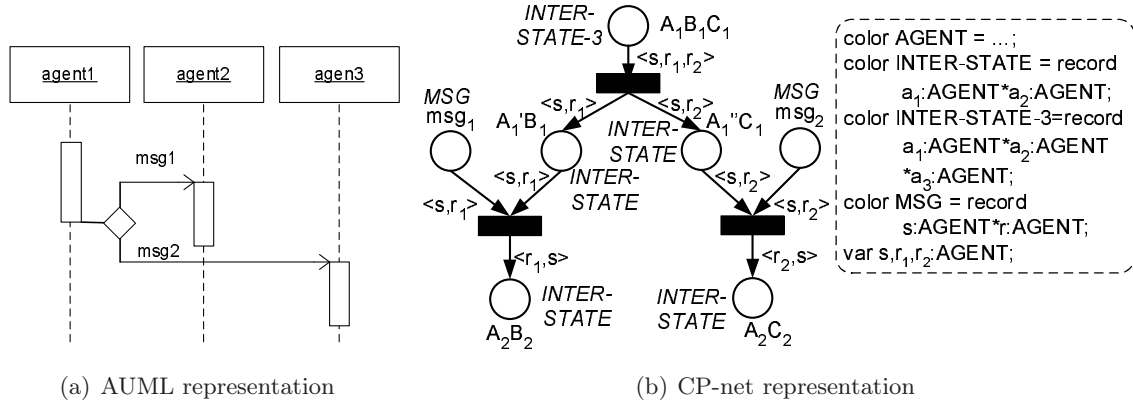 agent1
agent2
agen3
msg1
msg2
(a) AUML representation
INTER-
STATE-3
A₁B₁C₁
<s,r₁,r₂>
MSG
msg₁
<s,r₁>
A₁'B₁
<s,r₂>
INTER-
STATE
A₁''C₁
MSG
msg₂
<s,r₁>
INTER-
STATE
<s,r₂>
<s,r₁>
<s,r₂>
<r₁,s>
<r₂,s>
INTER-
STATE
A₂B₂
INTER-
STATE
A₂C₂
color AGENT = ...;
color INTER-STATE = record
a₁:AGENT*a₂:AGENT;
color INTER-STATE-3=record
a₁:AGENT*a₂:AGENT
*a₃:AGENT;
color MSG = record
s:AGENT*r:AGENT;
var s,r₁,r₂:AGENT;
(b) CP-net representation